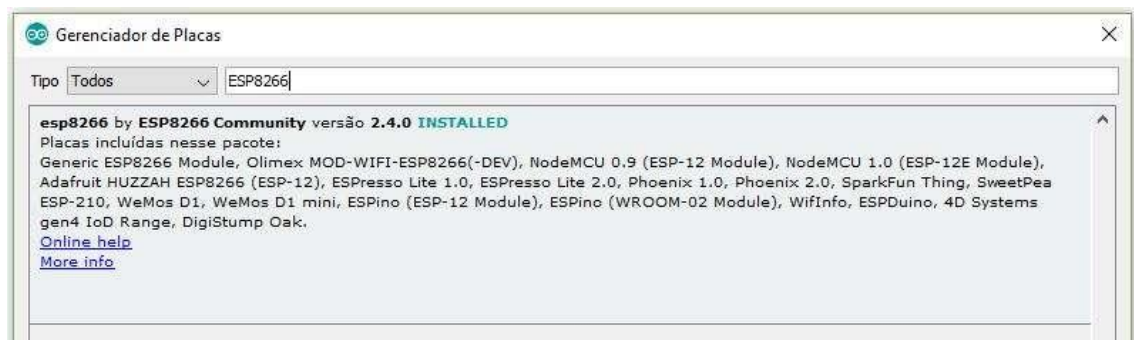 Gerenciador de Placas
Tipo Todos ESP8266
esp8266 by ESP8266 Community versão 2.4.0 INSTALLED
Placas incluídas nesse pacote:
Generic ESP8266 Module, Olimex MOD-WIFI-ESP8266(-DEV), NodeMCU 0.9 (ESP-12 Module), NodeMCU 1.0 (ESP-12E Module),
Adafruit HUZZAH ESP8266 (ESP-12), ESPresso Lite 1.0, ESPresso Lite 2.0, Phoenix 1.0, Phoenix 2.0, SparkFun Thing, SweetPea
ESP-210, WeMos D1, WeMos D1 mini, ESPino (ESP-12 Module), ESPino (WROOM-02 Module), WifInfo, ESPDuino, 4D Systems
gen4 IoD Range, DigiStump Oak.
Online help
More info